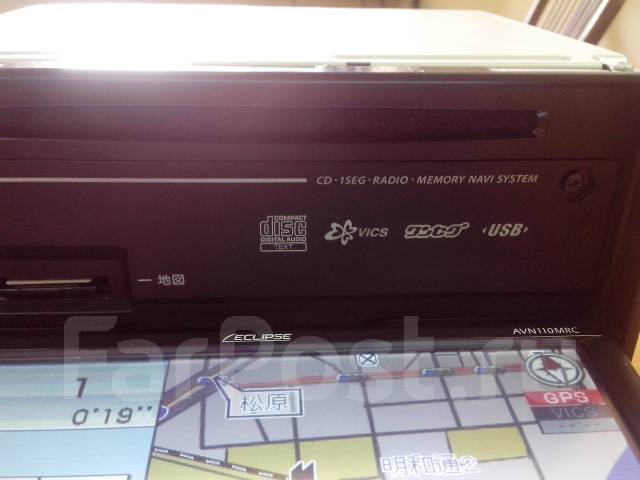 CD · 1SEG · RADIO · MEMORY NAVI SYSTEM
COMPACT
disc
DIGITAL AUDIO
TEXT
VICS
ワンセグ
USB
地図
ECLIPSE
AVN110MRC
FarPost.ru
1
0'19''
松原
GPS
VICS
明和通2